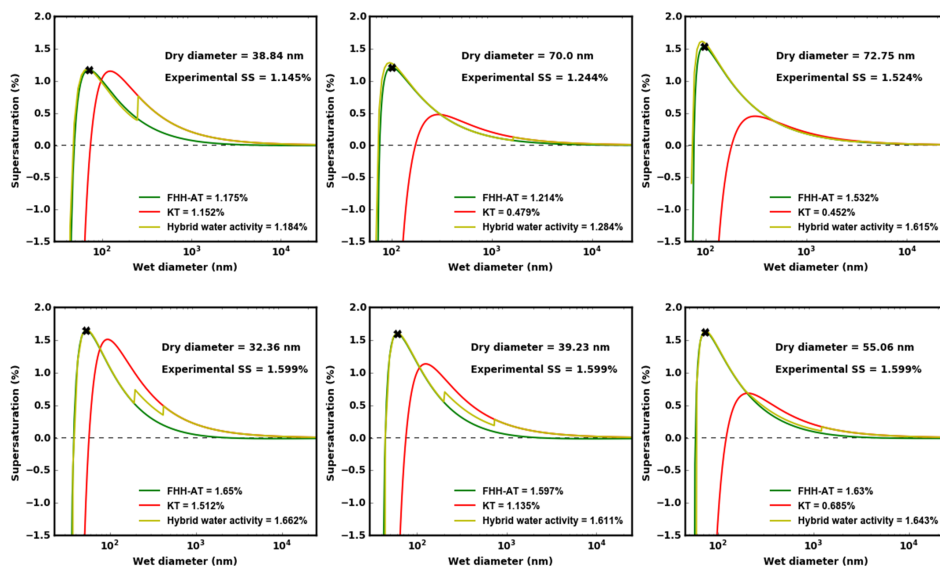 Dry diameter = 38.84 nm
Experimental SS = 1.145%
FHH-AT = 1.175%
KT = 1.152%
Hybrid water activity = 1.184%
Supersaturation (%)
2.0
1.5
1.0
0.5
0.0
−0.5
−1.0
−1.5
10²
10³
10⁴
Wet diameter (nm)
Dry diameter = 70.0 nm
Experimental SS = 1.244%
FHH-AT = 1.214%
KT = 0.479%
Hybrid water activity = 1.284%
Supersaturation (%)
2.0
1.5
1.0
0.5
0.0
−0.5
−1.0
−1.5
10²
10³
10⁴
Wet diameter (nm)
Dry diameter = 72.75 nm
Experimental SS = 1.524%
FHH-AT = 1.532%
KT = 0.452%
Hybrid water activity = 1.615%
Supersaturation (%)
2.0
1.5
1.0
0.5
0.0
−0.5
−1.0
−1.5
10²
10³
10⁴
Wet diameter (nm)
Dry diameter = 32.36 nm
Experimental SS = 1.599%
FHH-AT = 1.65%
KT = 1.512%
Hybrid water activity = 1.662%
Supersaturation (%)
2.0
1.5
1.0
0.5
0.0
−0.5
−1.0
−1.5
10²
10³
10⁴
Wet diameter (nm)
Dry diameter = 39.23 nm
Experimental SS = 1.599%
FHH-AT = 1.597%
KT = 1.135%
Hybrid water activity = 1.611%
Supersaturation (%)
2.0
1.5
1.0
0.5
0.0
−0.5
−1.0
−1.5
10²
10³
10⁴
Wet diameter (nm)
Dry diameter = 55.06 nm
Experimental SS = 1.599%
FHH-AT = 1.63%
KT = 0.685%
Hybrid water activity = 1.643%
Supersaturation (%)
2.0
1.5
1.0
0.5
0.0
−0.5
−1.0
−1.5
10²
10³
10⁴
Wet diameter (nm)